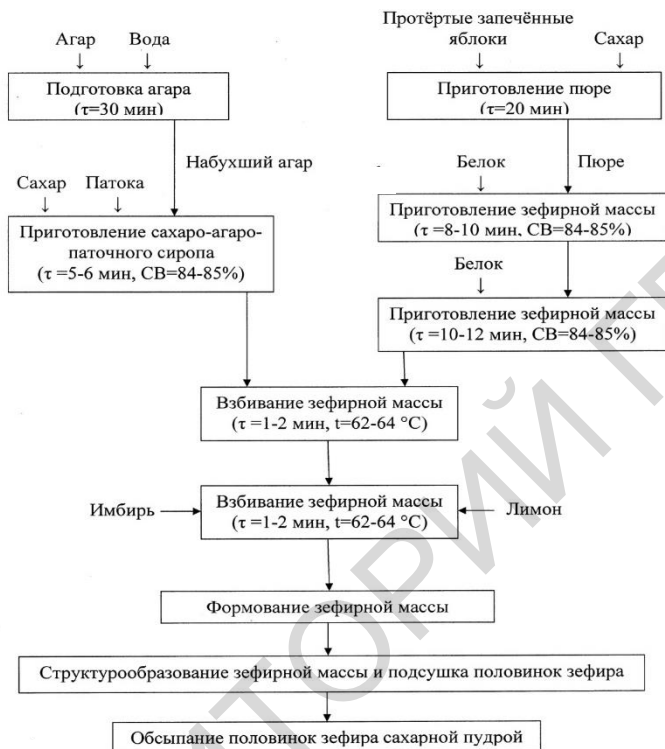 Агар Вода
Подготовка агара
(τ=30 мин)
Набухший агар
Сахар Патока
Приготовление сахаро-агаро-
паточного сиропа
(τ =5-6 мин, СВ=84-85%)
Протёртые запечённые
яблоки Сахар
Приготовление пюре
(τ=20 мин)
Белок Пюре
Приготовление зефирной массы
(τ =8-10 мин, СВ=84-85%)
Белок
Приготовление зефирной массы
(τ =10-12 мин, СВ=84-85%)
Взбивание зефирной массы
(τ =1-2 мин, t=62-64 °С)
Имбирь
Взбивание зефирной массы
(τ =1-2 мин, t=62-64 °С)
Лимон
Формование зефирной массы
Структурообразование зефирной массы и подсушка половинок зефира
Обсыпание половинок зефира сахарной пудрой